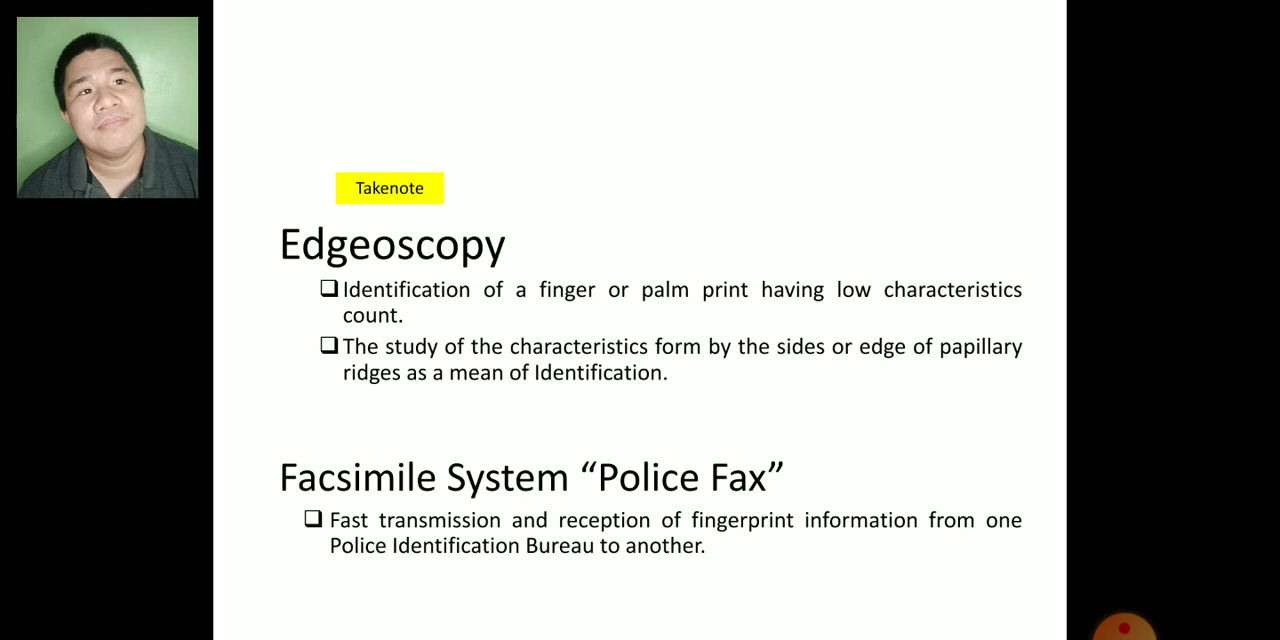 Takenote
Edgeoscopy
❑Identification of a finger or palm print having low characteristics
count.
❑The study of the characteristics form by the sides or edge of papillary
ridges as a mean of Identification.
Facsimile System “Police Fax”
❑ Fast transmission and reception of fingerprint information from one
Police Identification Bureau to another.